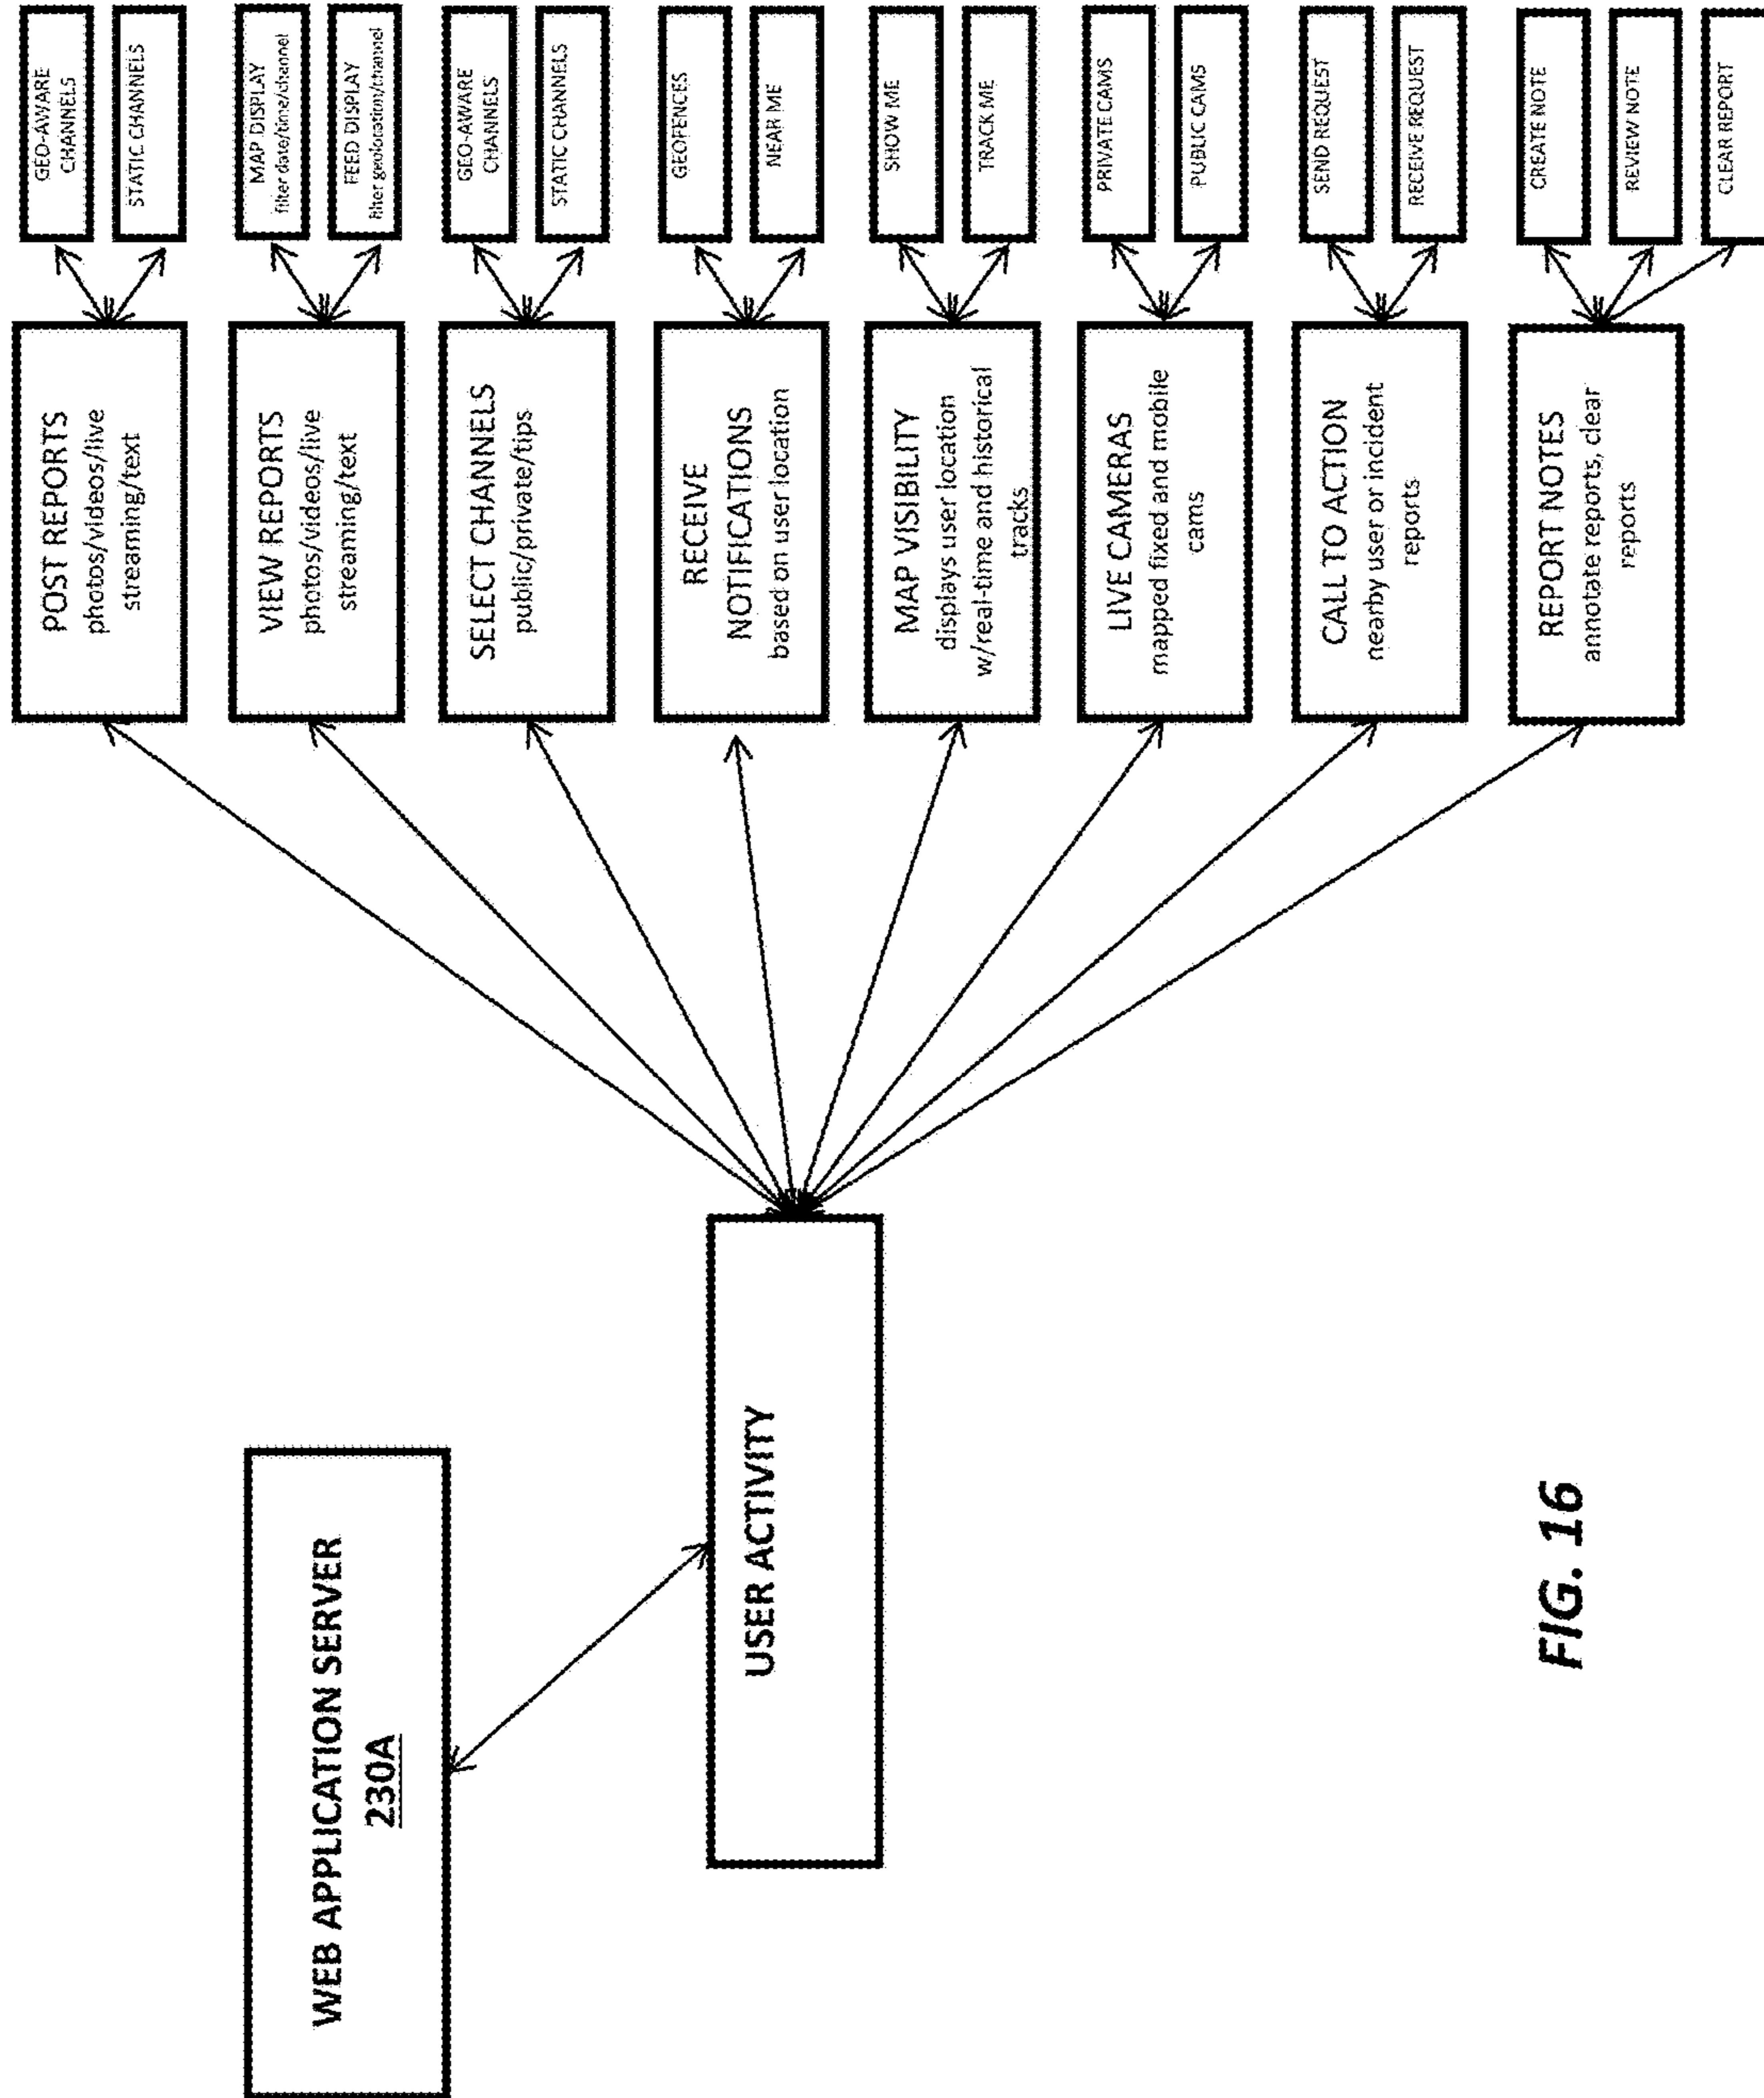 WEB APPLICATION SERVER
230A
USER ACTIVITY
POST REPORTS
photos/videos/live
streaming/text
GEO-AWARE
CHANNELS
STATIC CHANNELS
VIEW REPORTS
photos/videos/live
streaming/text
MAP DISPLAY
filter date/time/channel
FEED DISPLAY
filter geolocation/channel
SELECT CHANNELS
public/private/tips
GEO-AWARE
CHANNELS
STATIC CHANNELS
RECEIVE
NOTIFICATIONS
based on user location
GEOFENCES
NEAR ME
MAP VISIBILITY
displays user location
w/real-time and historical
tracks
SHOW ME
TRACK ME
LIVE CAMERAS
mapped fixed and mobile
cams
PRIVATE CAMS
PUBLIC CAMS
CALL TO ACTION
nearby user or incident
reports
SEND REQUEST
RECEIVE REQUEST
REPORT NOTES
annotate reports, clear
reports
CREATE NOTE
REVIEW NOTE
CLEAR REPORT
FIG. 16